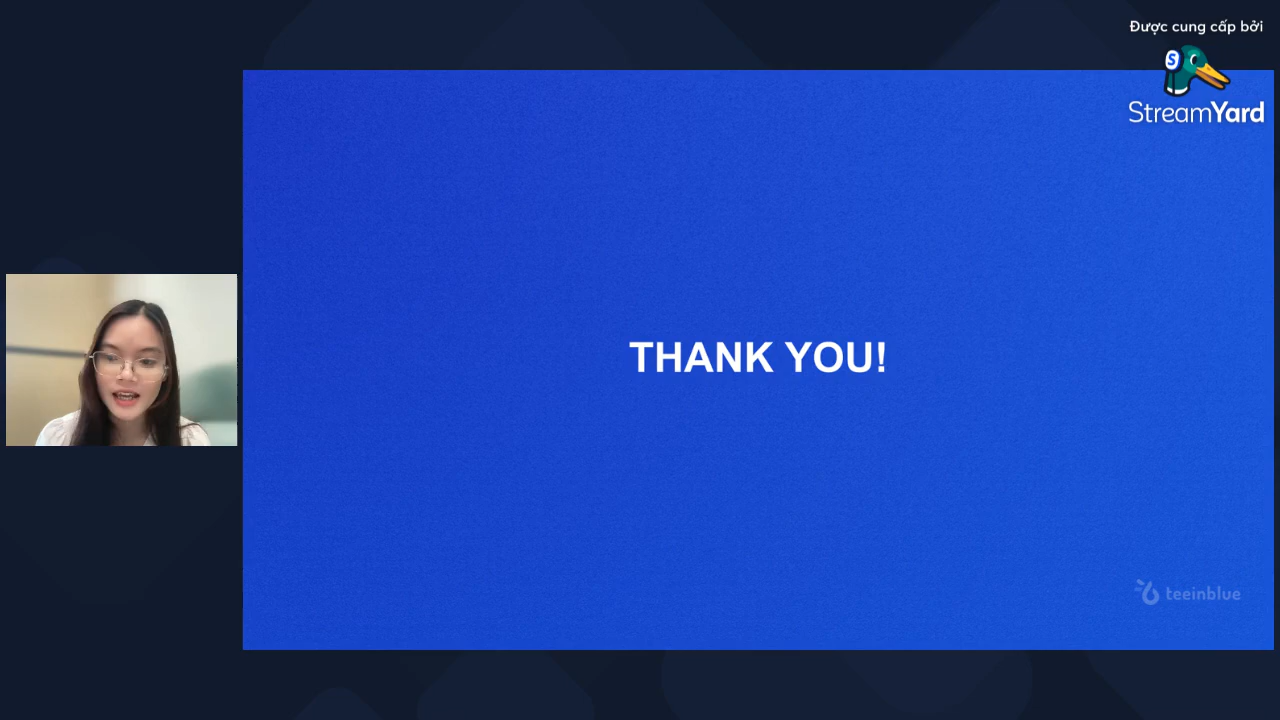 Được cung cấp bởi
S
StreamYard
THANK YOU!
teeinblue